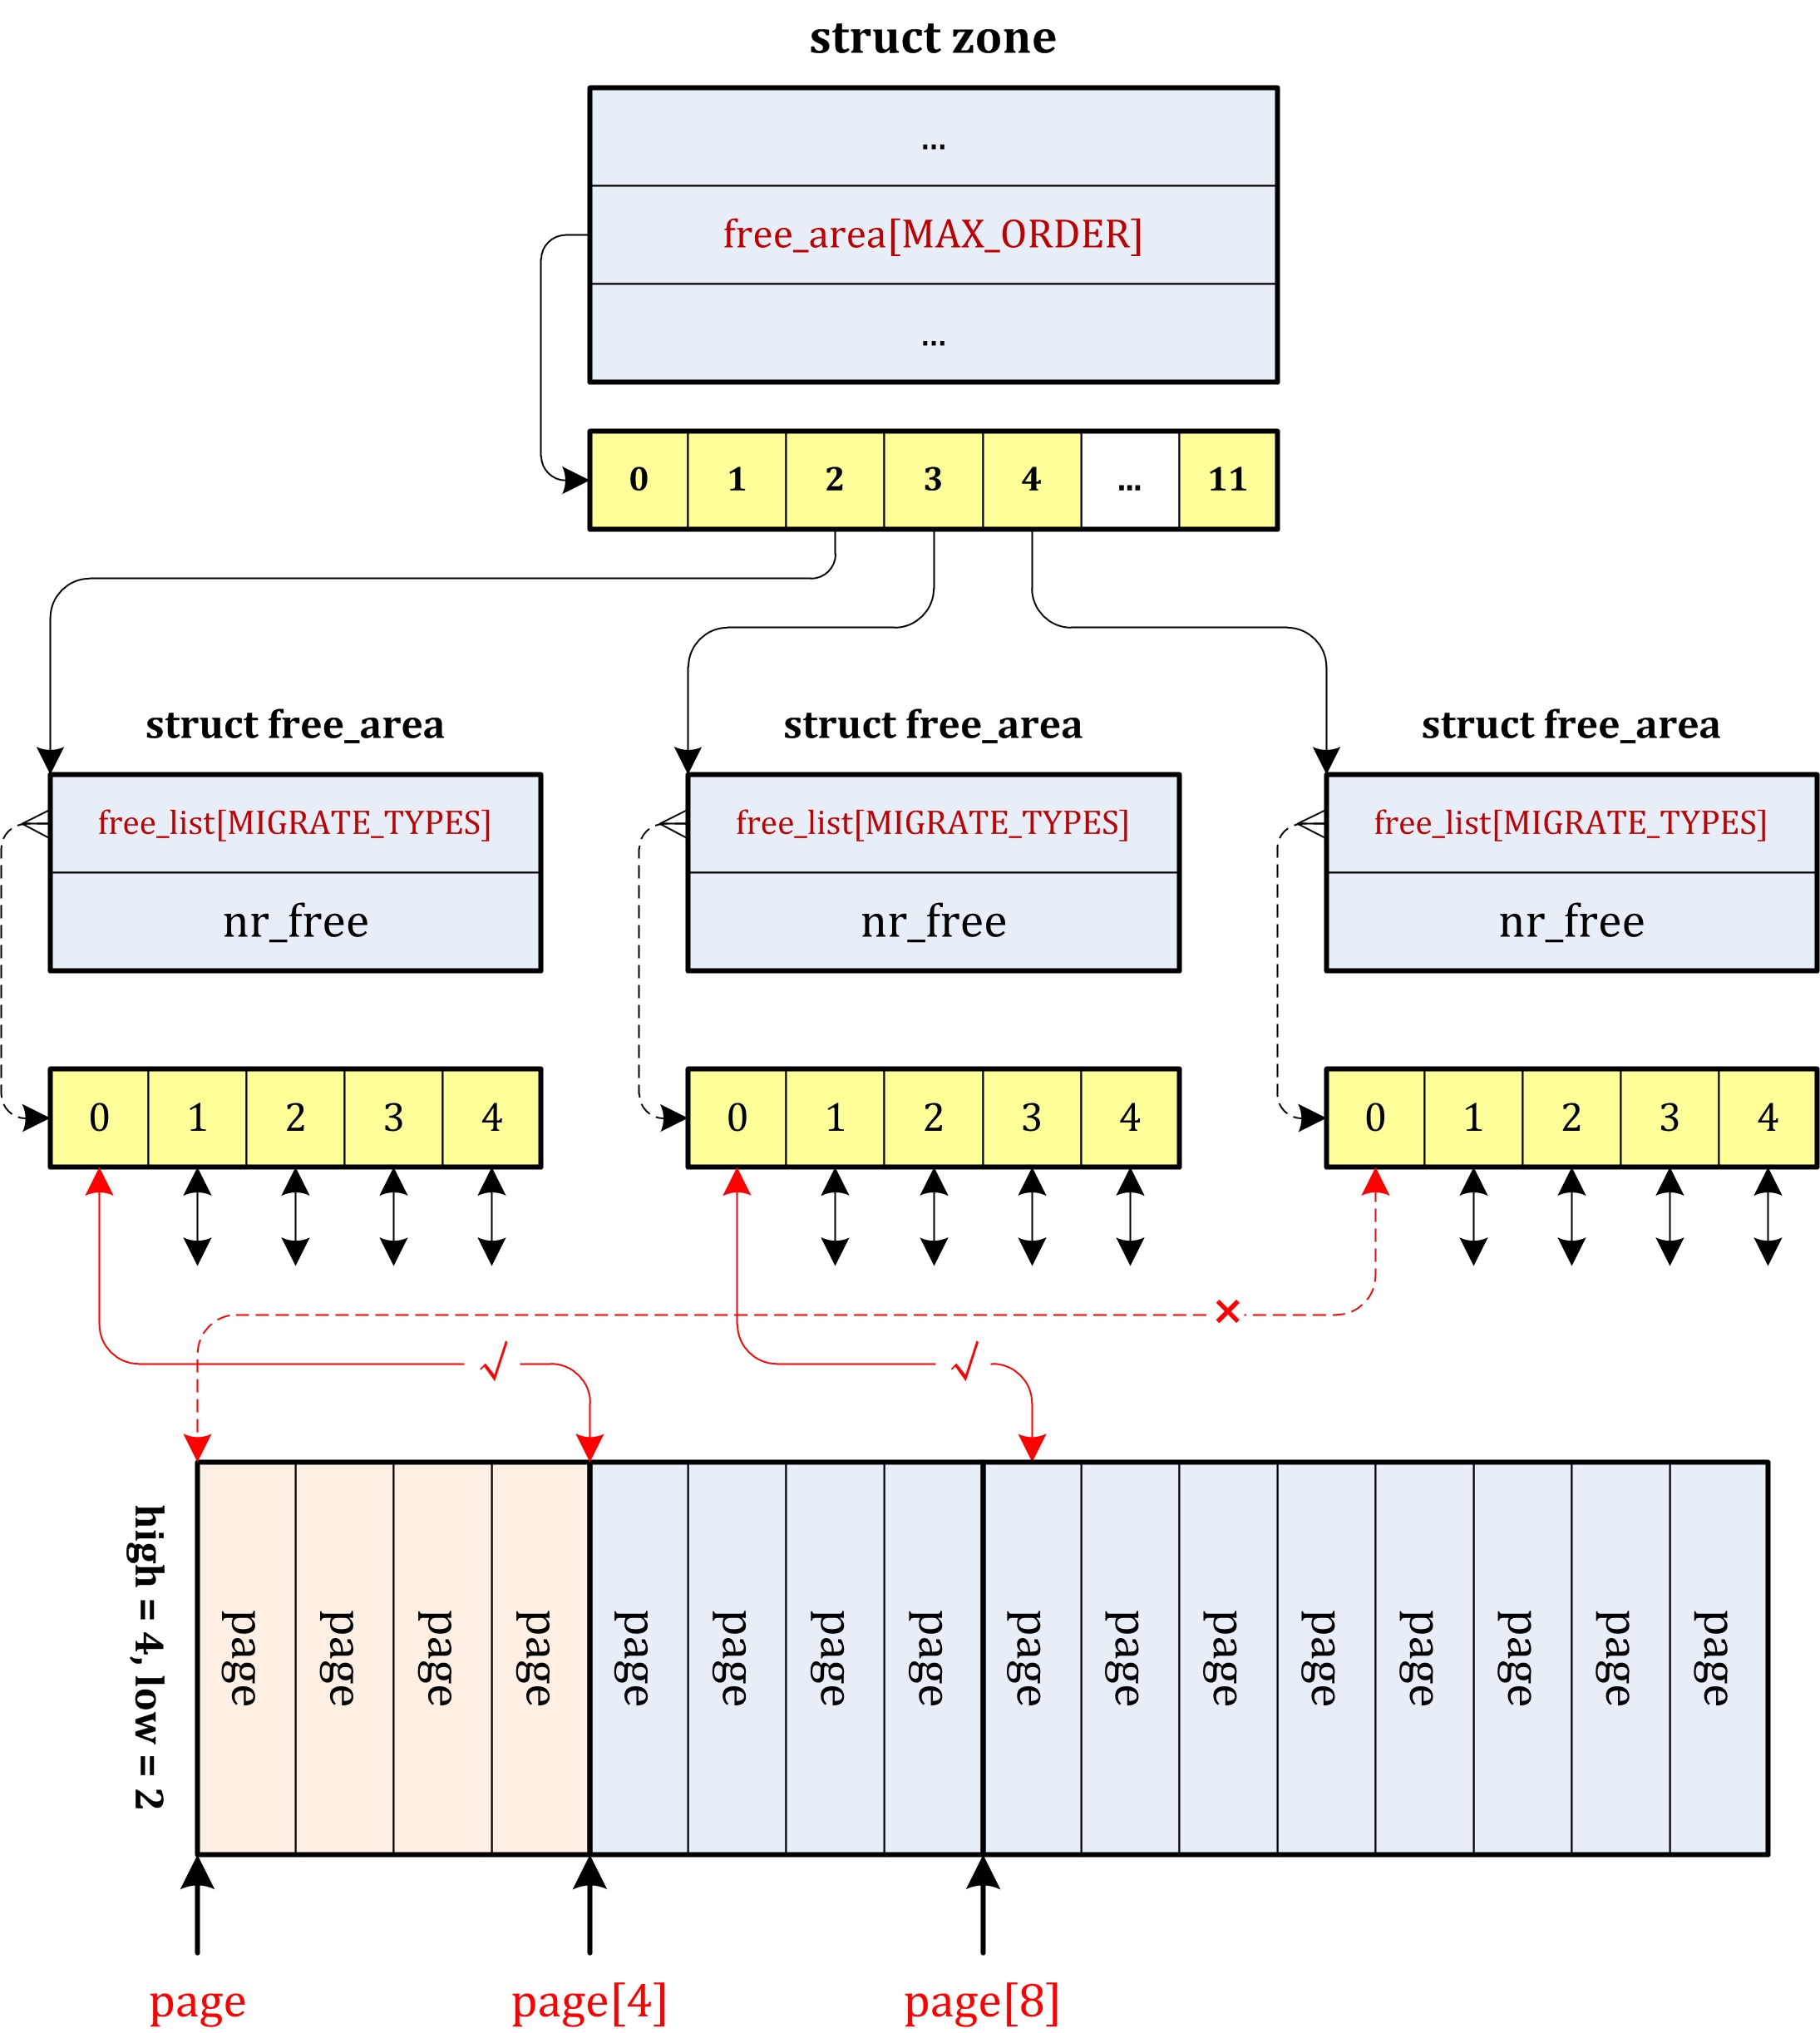 struct zone
...
free_area[MAX_ORDER]
...
0 1 2 3 4 ... 11
struct free_area struct free_area struct free_area
free_list[MIGRATE_TYPES] free_list[MIGRATE_TYPES] free_list[MIGRATE_TYPES]
nr_free nr_free nr_free
0 1 2 3 4 0 1 2 3 4 0 1 2 3 4
high = 4, low = 2
page page page page page page page page page page page page page page page page
page page[4] page[8]